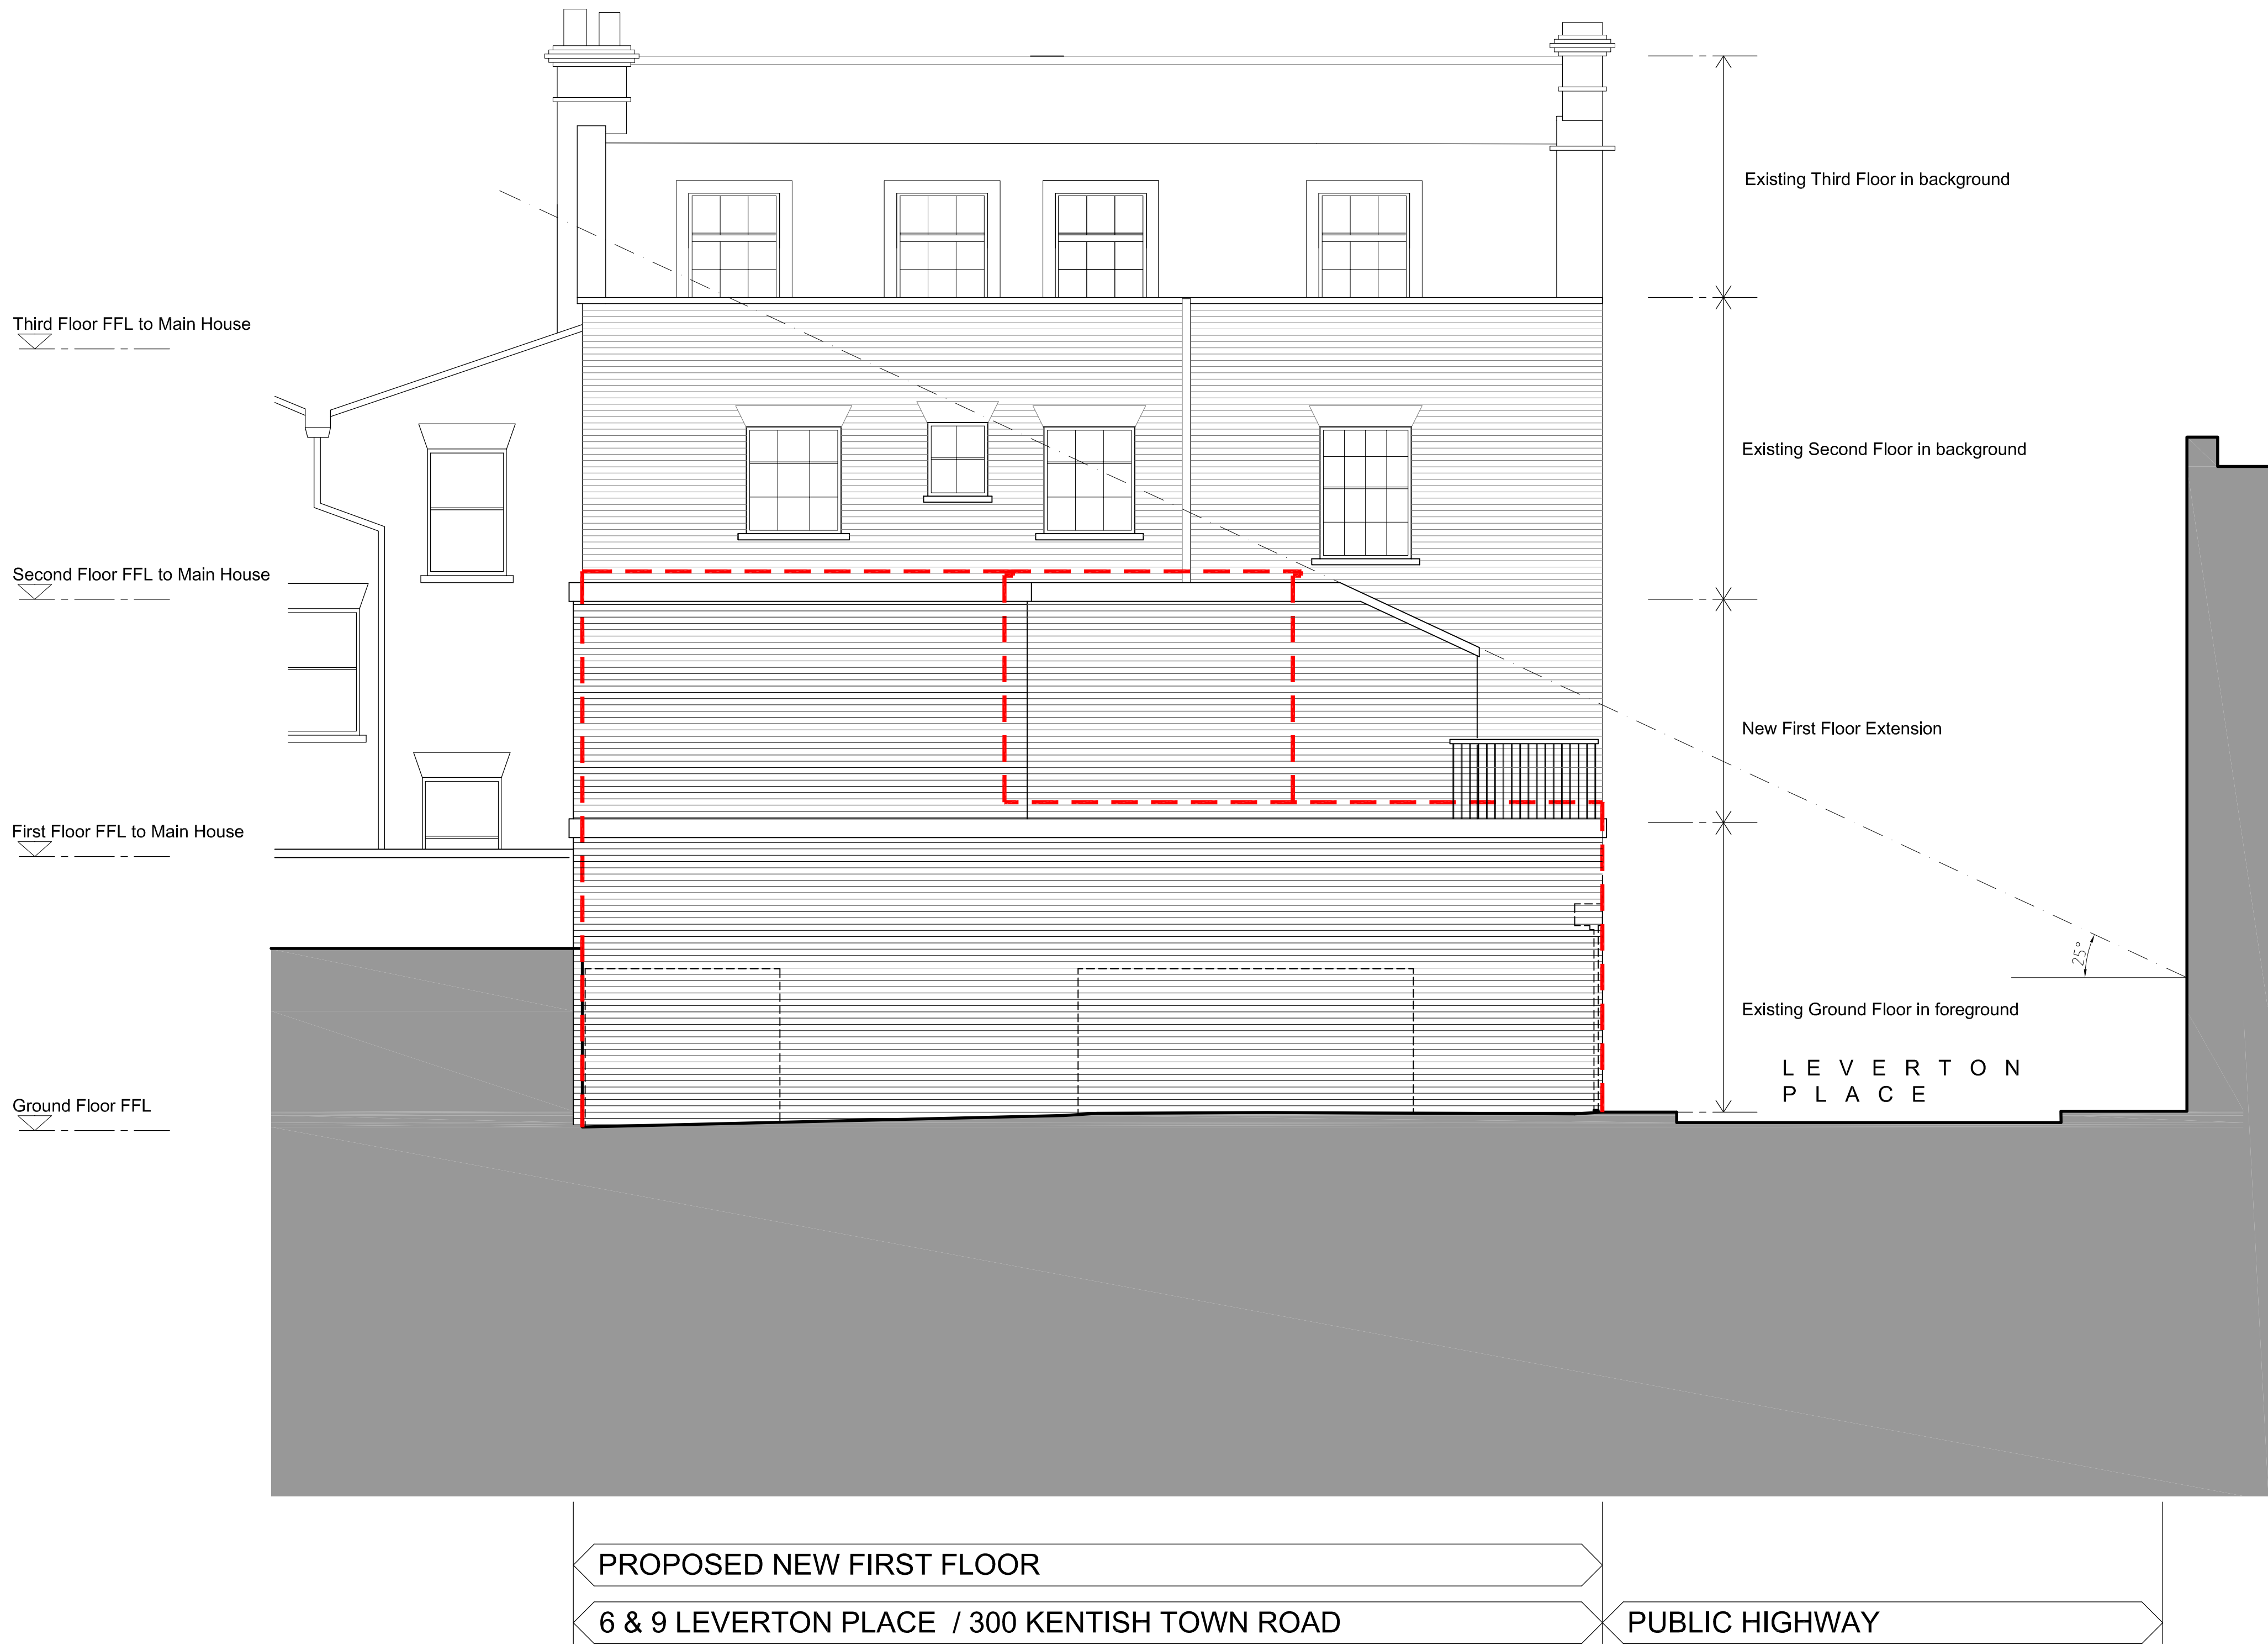 Existing Third Floor in background
Third Floor FFL to Main House
Existing Second Floor in background
Second Floor FFL to Main House
New First Floor Extension
First Floor FFL to Main House
25°
Existing Ground Floor in foreground
LEVERTON
PLACE
Ground Floor FFL
PROPOSED NEW FIRST FLOOR
6 & 9 LEVERTON PLACE / 300 KENTISH TOWN ROAD
PUBLIC HIGHWAY